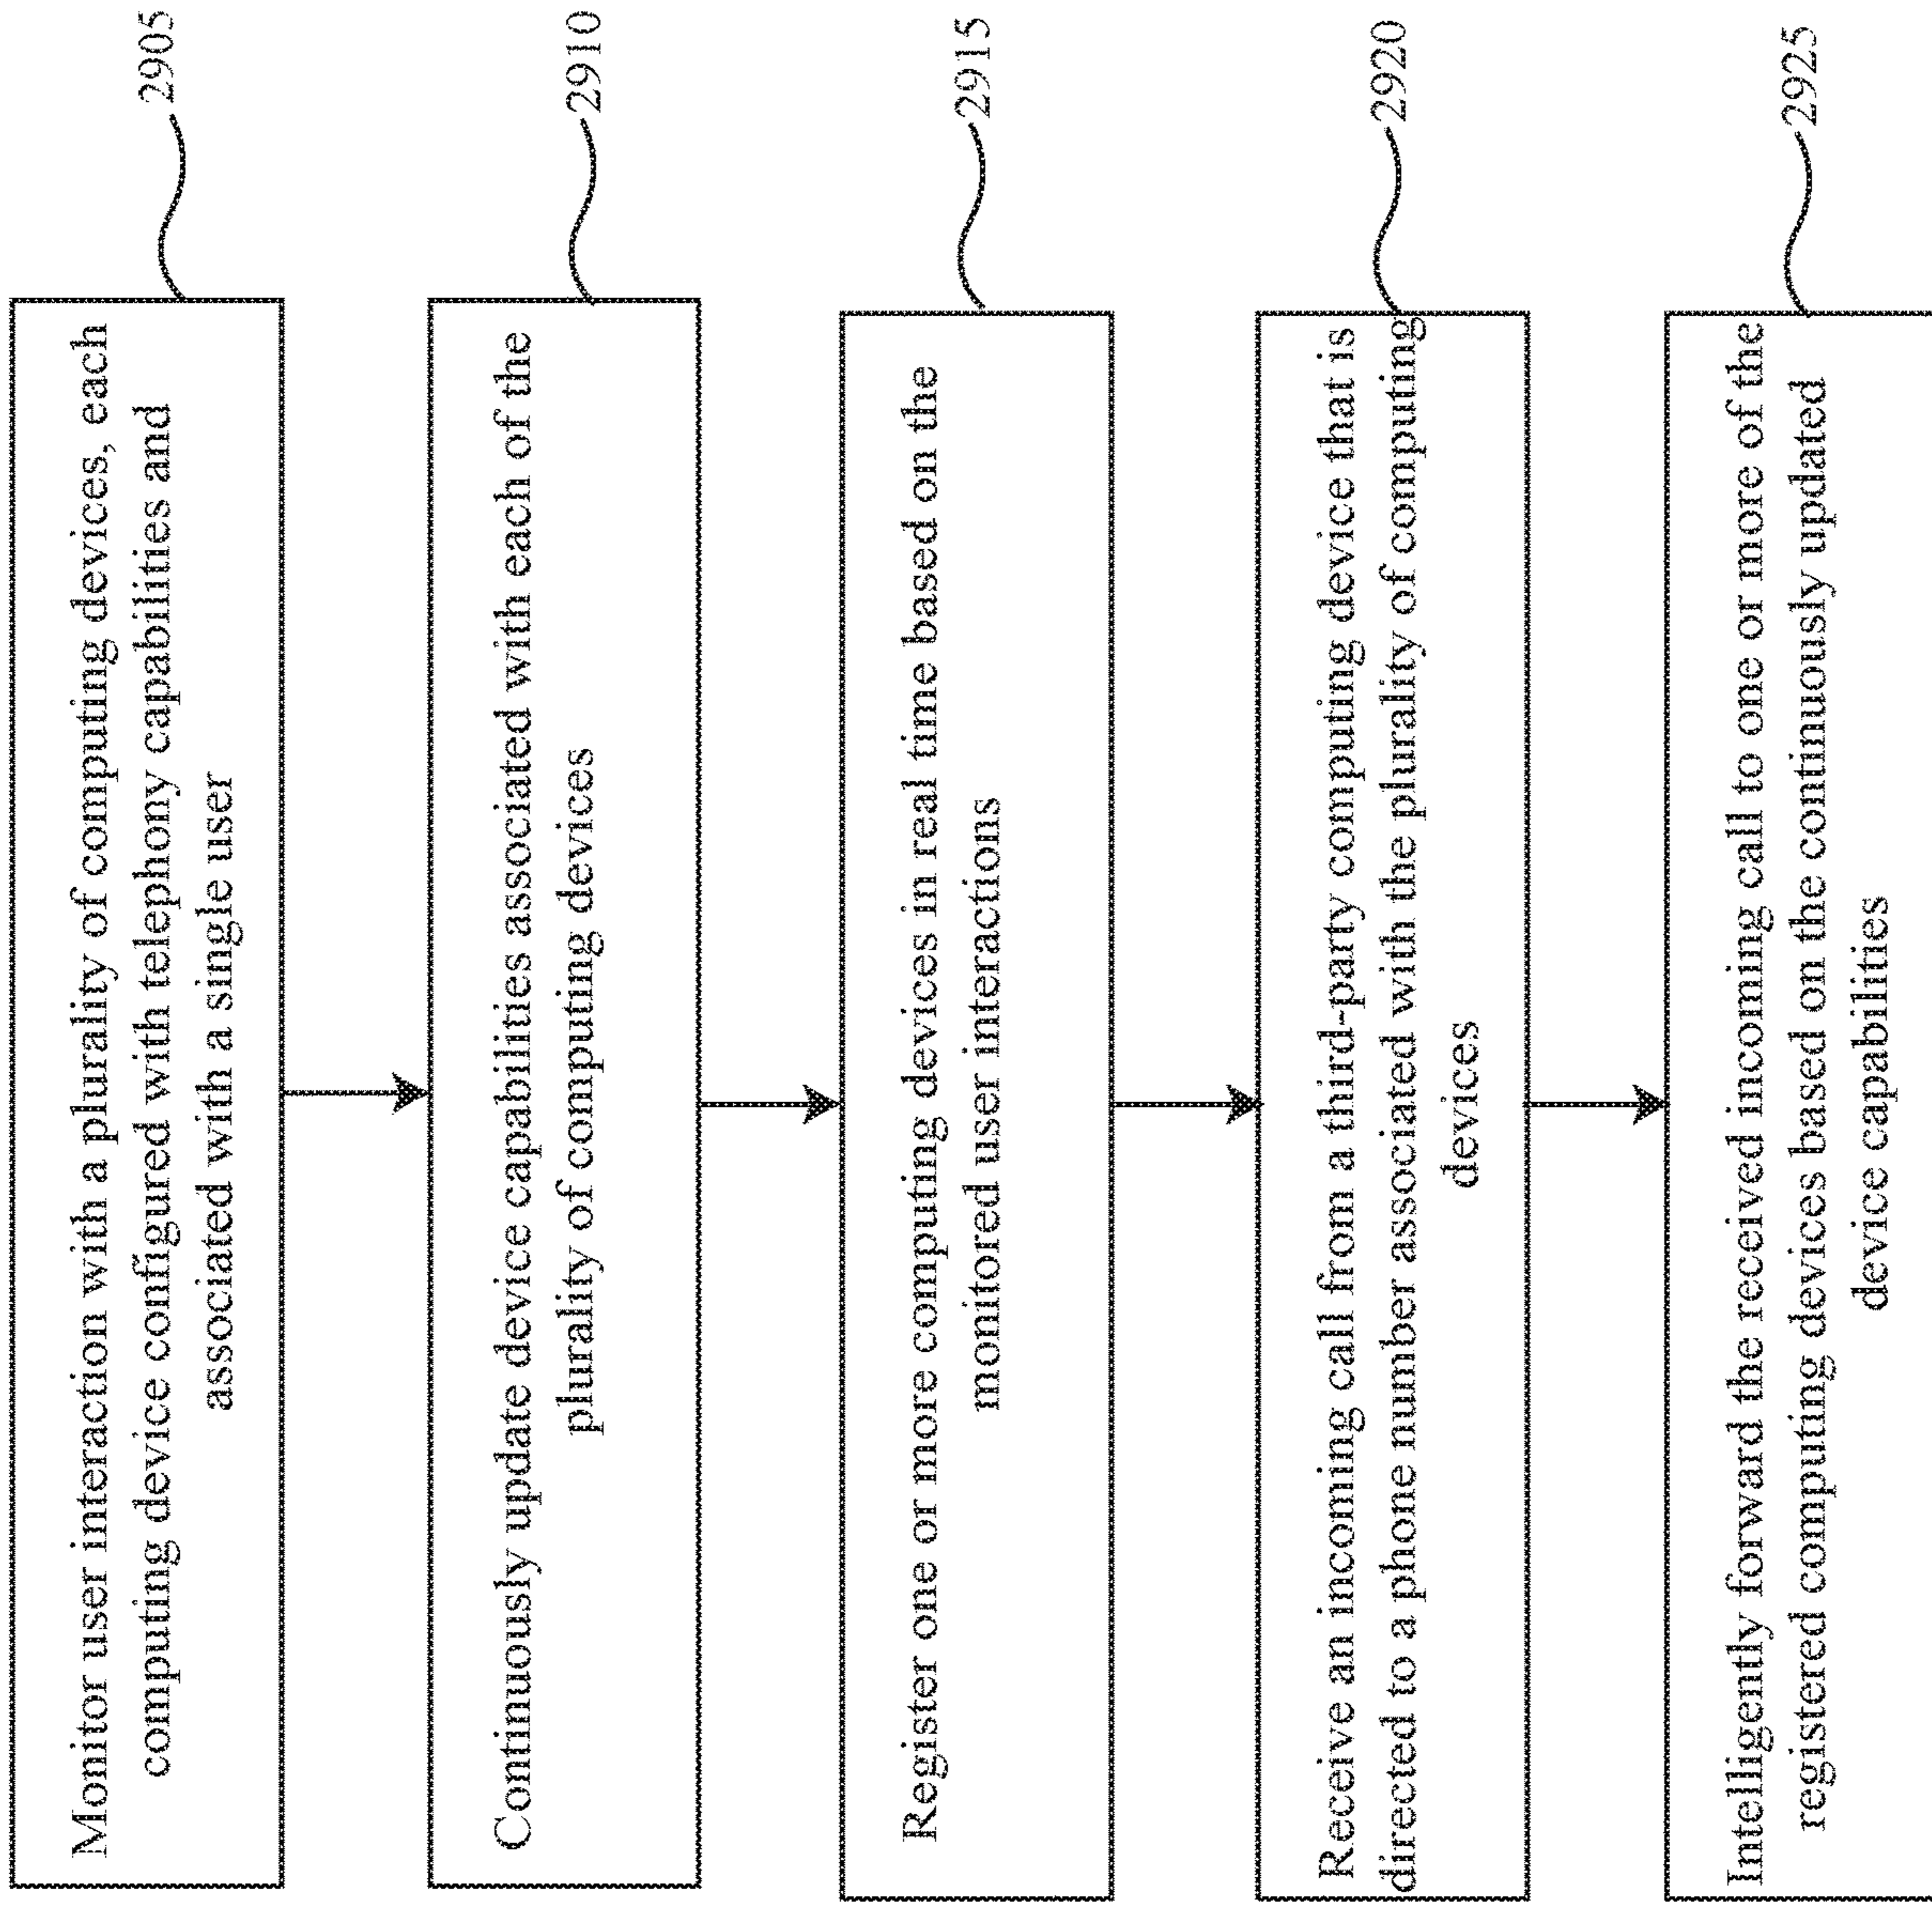 Monitor user interaction with a plurality of computing devices, each
computing device configured with telephony capabilities and
associated with a single user
2905
Continuously update device capabilities associated with each of the
plurality of computing devices
2910
Register one or more computing devices in real time based on the
monitored user interactions
2915
Receive an incoming call from a third-party computing device that is
directed to a phone number associated with the plurality of computing
devices
2920
Intelligently forward the received incoming call to one or more of the
registered computing devices based on the continuously updated
device capabilities
2925